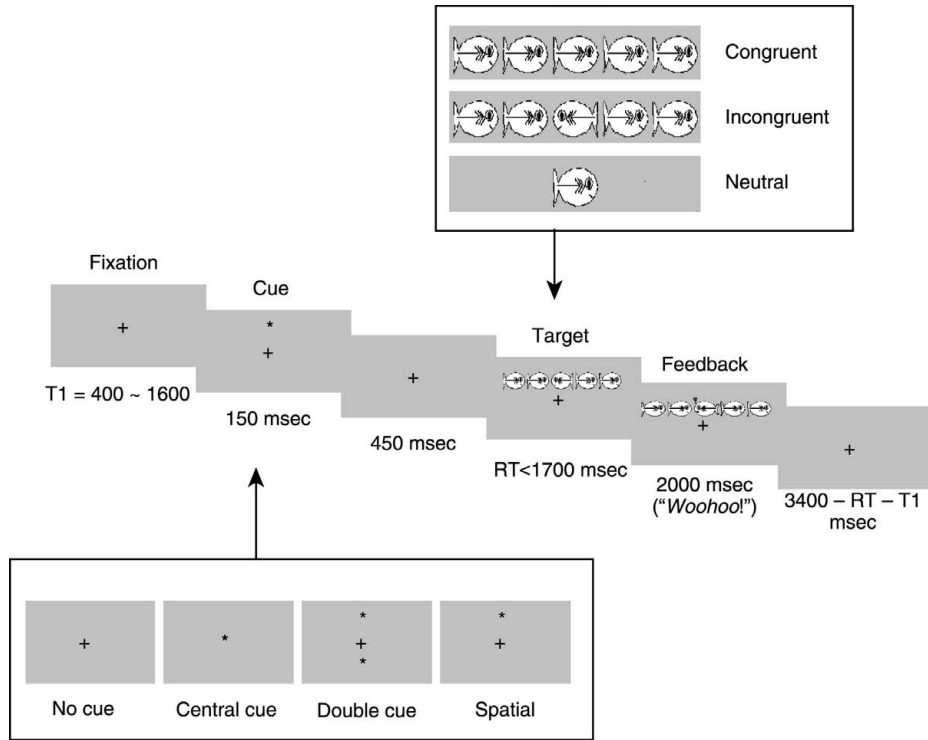 Congruent
Incongruent
Neutral
Fixation
Cue
Target
Feedback
T1 = 400 ~ 1600
150 msec
450 msec
RT<1700 msec
2000 msec
(“Woohoo!”)
3400 – RT – T1
msec
No cue
Central cue
Double cue
Spatial